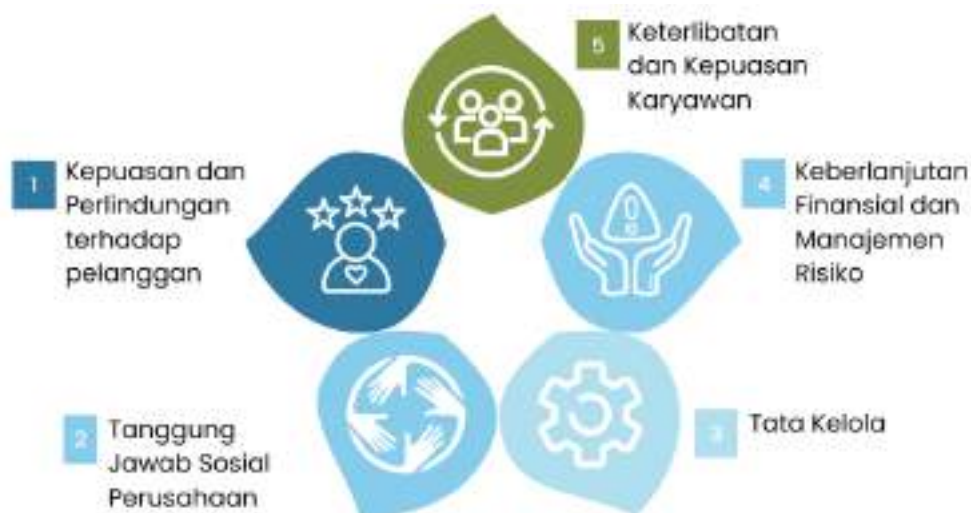 1
Kepuasan dan
Perlindungan
terhadap
pelanggan
2
Tanggung
Jawab Sosial
Perusahaan
3
Tata Kelola
4
Keberlanjutan
Finansial dan
Manajemen
Risiko
5
Keterlibatan
dan Kepuasan
Karyawan